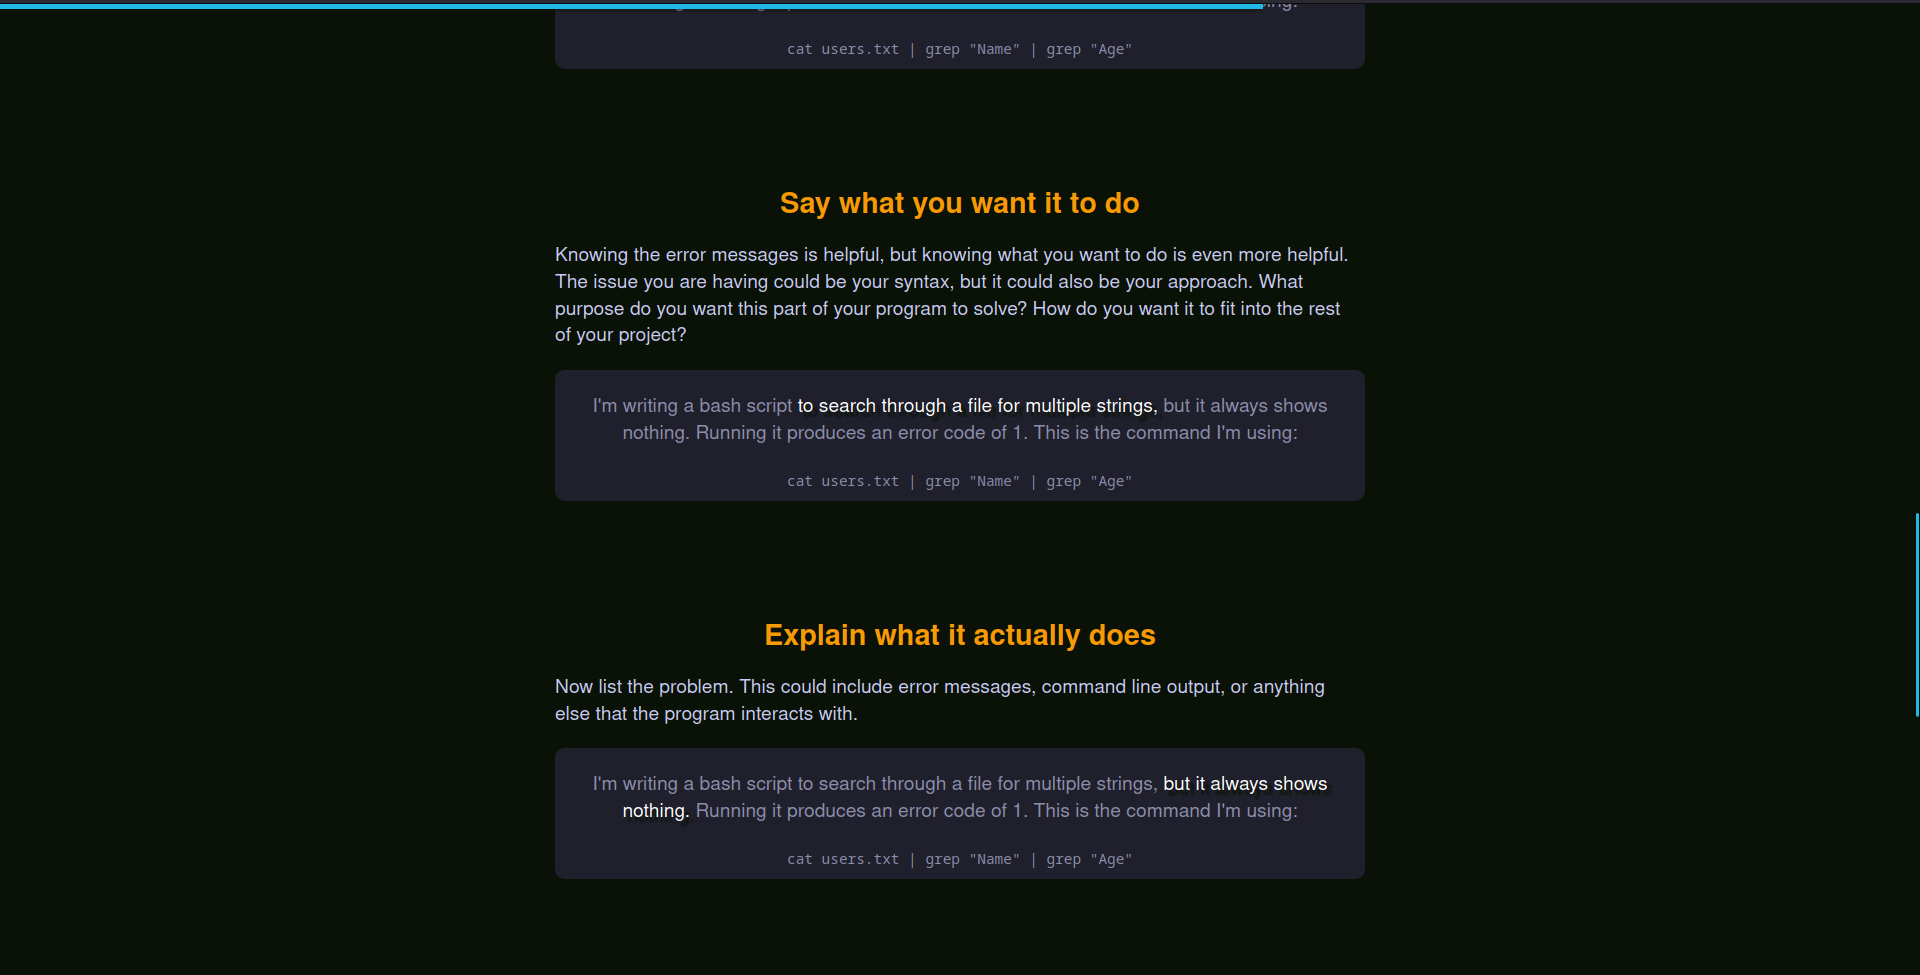 cat users.txt | grep "Name" | grep "Age"
Say what you want it to do
Knowing the error messages is helpful, but knowing what you want to do is even more helpful.
The issue you are having could be your syntax, but it could also be your approach. What
purpose do you want this part of your program to solve? How do you want it to fit into the rest
of your project?
I'm writing a bash script to search through a file for multiple strings, but it always shows
nothing. Running it produces an error code of 1. This is the command I'm using:
cat users.txt | grep "Name" | grep "Age"
Explain what it actually does
Now list the problem. This could include error messages, command line output, or anything
else that the program interacts with.
I'm writing a bash script to search through a file for multiple strings, but it always shows
nothing. Running it produces an error code of 1. This is the command I'm using:
cat users.txt | grep "Name" | grep "Age"